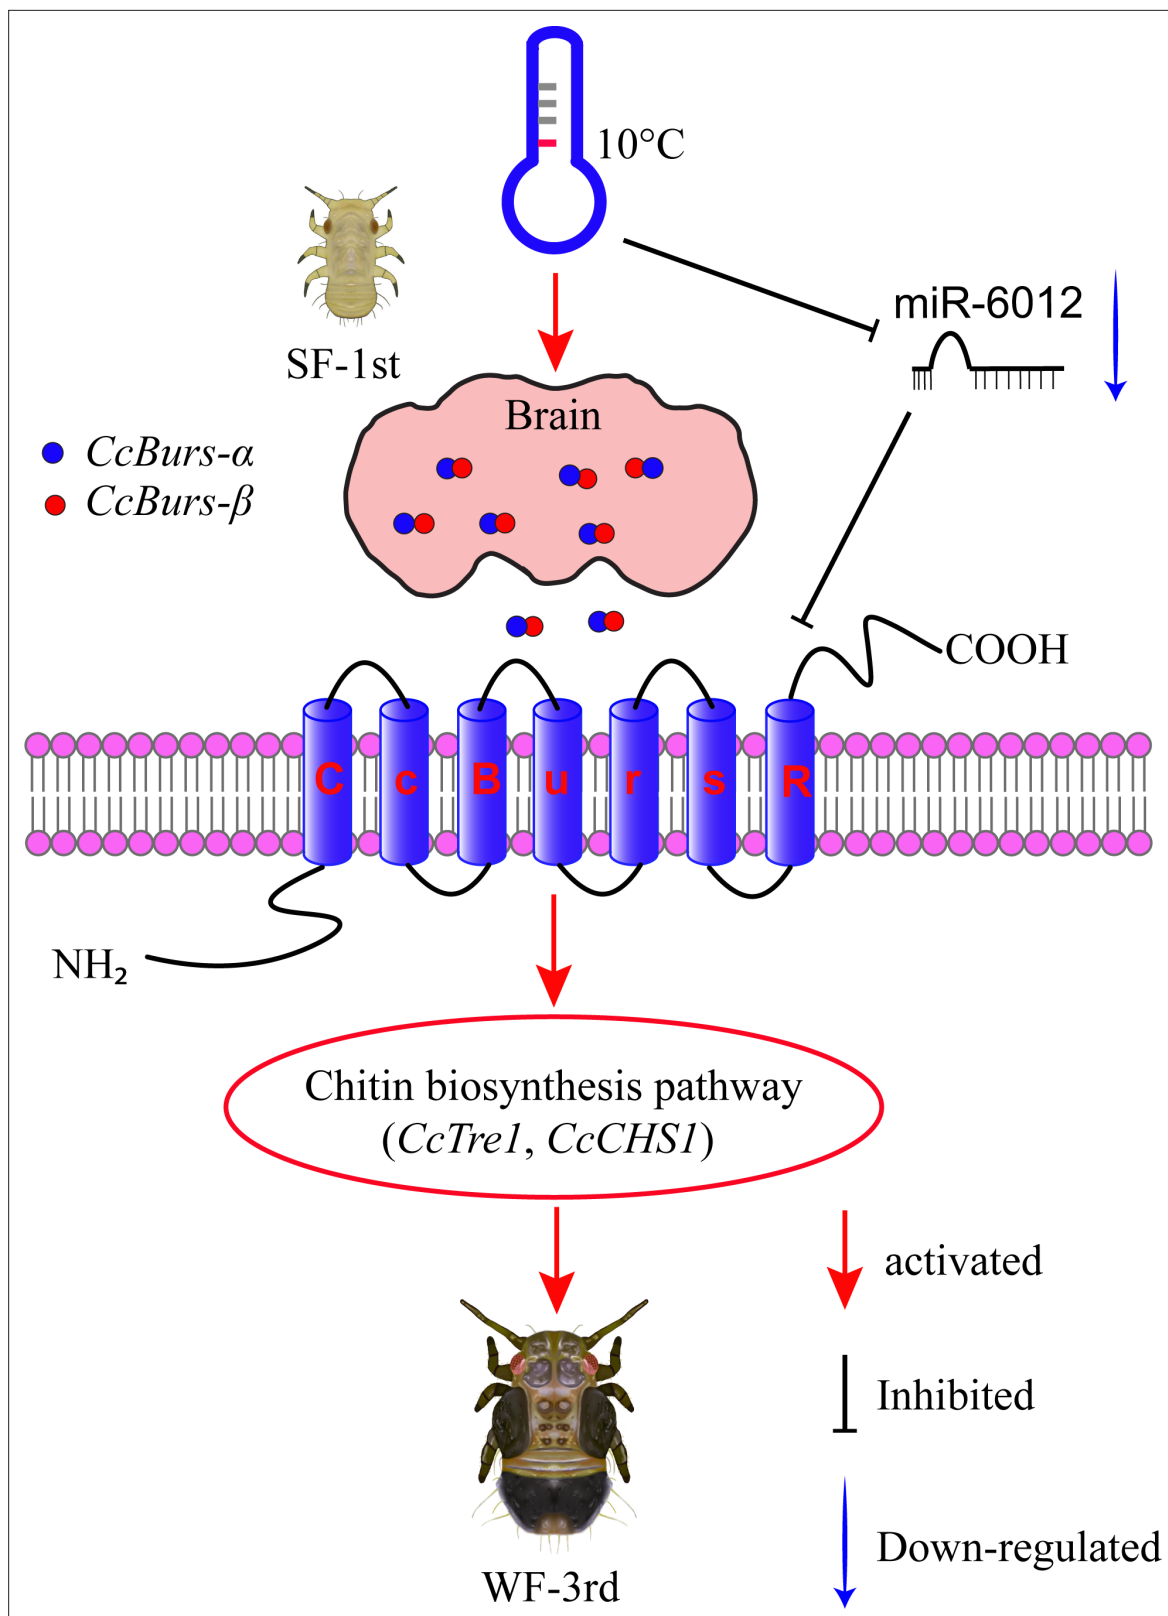 10°C
miR-6012
SF-1st
Brain
CcBurs-α
CcBurs-β
COOH
CcBursR
NH₂
Chitin biosynthesis pathway
(CcTre1, CcCHS1)
activated
Inhibited
Down-regulated
WF-3rd